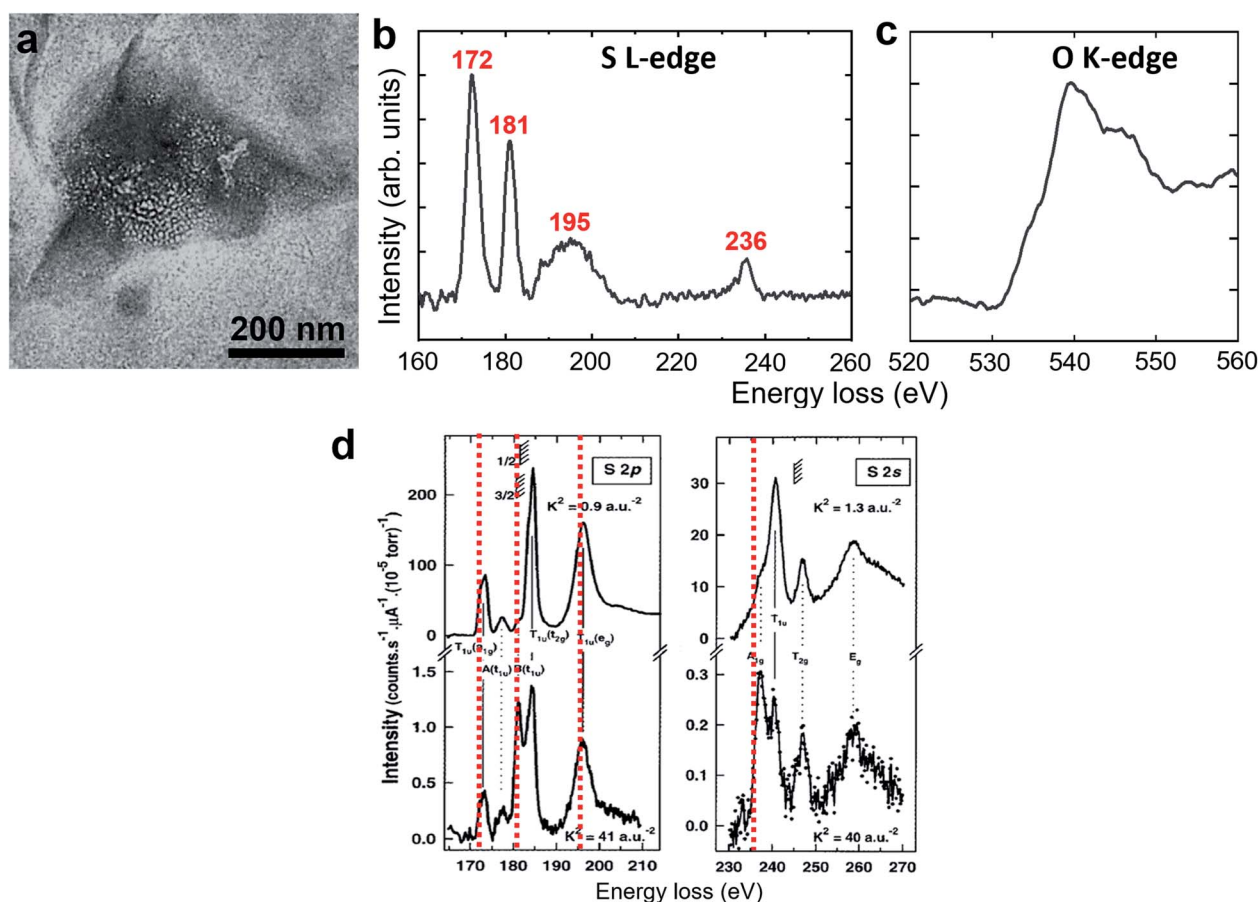 a
200 nm
b
S L-edge
172
181
195
236
Intensity (arb. units)
160 180 200 220 240 260
c
O K-edge
520 530 540 550 560
Energy loss (eV)
d
1/2
3/2
S 2p
K² = 0.9 a.u.⁻²
200
100
0
T₁ᵤ(t₂g)
T₁ᵤ(e_g)
A(t₁ᵤ)
B(t₁ᵤ)
1.5
1.0
0.5
0.0
K² = 41 a.u.⁻²
170 180 190 200 210
Intensity (counts.s⁻¹.μA⁻¹.(10⁻⁵ torr)⁻¹)
S 2s
K² = 1.3 a.u.⁻²
30
20
10
0
T₁ᵤ
A₁g
T₂g
E_g
0.3
0.2
0.1
0.0
K² = 40 a.u.⁻²
230 240 250 260 270
Energy loss (eV)